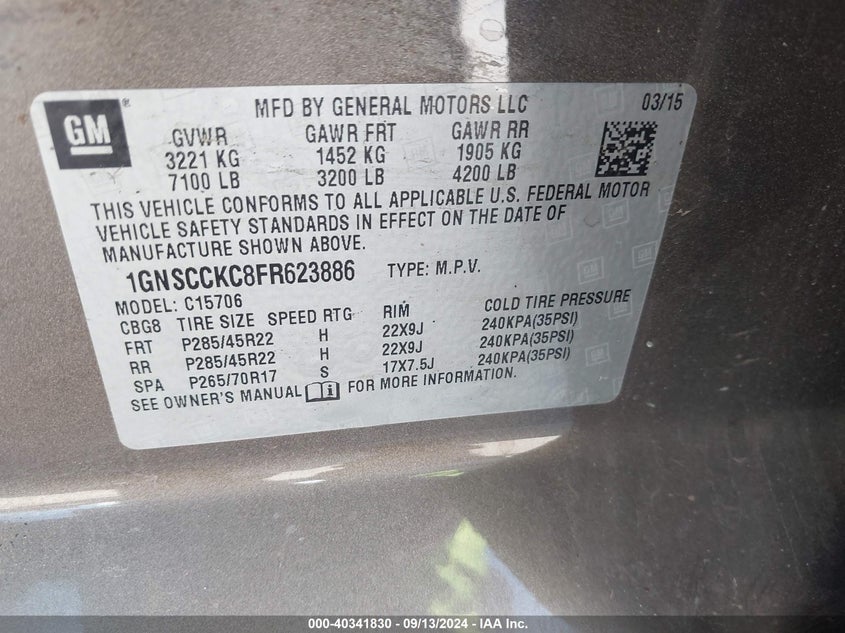 GM ® MFD BY GENERAL MOTORS LLC 03/15
GVWR GAWR FRT GAWR RR
3221 KG 1452 KG 1905 KG
7100 LB 3200 LB 4200 LB
THIS VEHICLE CONFORMS TO ALL APPLICABLE U.S. FEDERAL MOTOR
VEHICLE SAFETY STANDARDS IN EFFECT ON THE DATE OF
MANUFACTURE SHOWN ABOVE.
1GNSCCKC8FR623886 TYPE: M.P.V.
MODEL: C15706
CBG8 TIRE SIZE SPEED RTG RIM COLD TIRE PRESSURE
FRT P285/45R22 H 22X9J 240KPA(35PSI)
RR P285/45R22 H 22X9J 240KPA(35PSI)
SPA P265/70R17 S 17X7.5J 240KPA(35PSI)
SEE OWNER'S MANUAL FOR MORE INFORMATION.
000-40341830 - 09/13/2024 - IAA Inc.